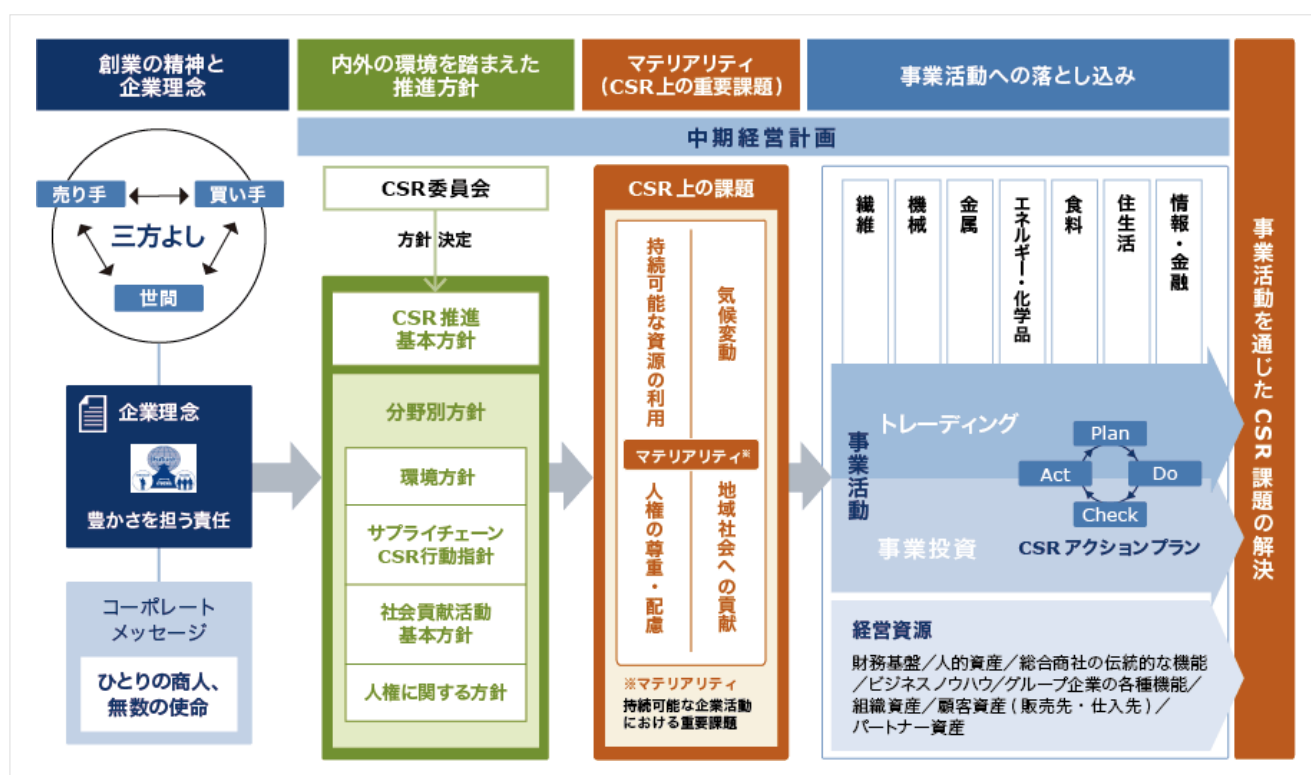 創業の精神と
企業理念
内外の環境を踏まえた
推進方針
マテリアリティ
(CSR上の重要課題)
事業活動への落とし込み
中期経営計画
売り手
買い手
三方よし
世間
企業理念
豊かさを担う責任
コーポレート
メッセージ
ひとりの商人、
無数の使命
CSR委員会
方針決定
CSR推進
基本方針
分野別方針
環境方針
サプライチェーン
CSR行動指針
社会貢献活動
基本方針
人権に関する方針
CSR上の課題
持続可能な資源の利用
気候変動
マテリアリティ※
人権の尊重・配慮
地域社会への貢献
※マテリアリティ
持続可能な企業活動
における重要課題
繊維
機械
金属
エネルギー・化学品
食料
住生活
情報・金融
事業活動
トレーディング
事業投資
Plan
Do
Check
Act
CSRアクションプラン
経営資源
財務基盤/人的資産/総合商社の伝統的な機能
/ビジネスノウハウ/グループ企業の各種機能/
組織資産/顧客資産(販売先・仕入先)/
パートナー資産
事業活動を通じたCSR課題の解決